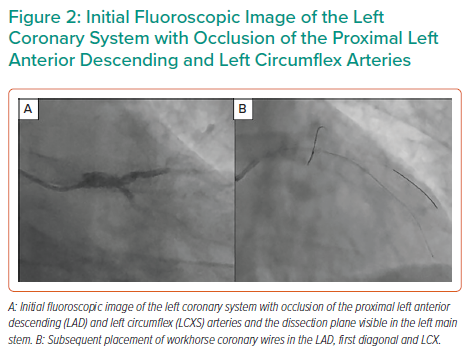 Figure 2: Initial Fluoroscopic Image of the Left
Coronary System with Occlusion of the Proximal Left
Anterior Descending and Left Circumflex Arteries
A
B
A: Initial fluoroscopic image of the left coronary system with occlusion of the proximal left anterior
descending (LAD) and left circumflex (LCXS) arteries and the dissection plane visible in the left main
stem. B: Subsequent placement of workhorse coronary wires in the LAD, first diagonal and LCX.